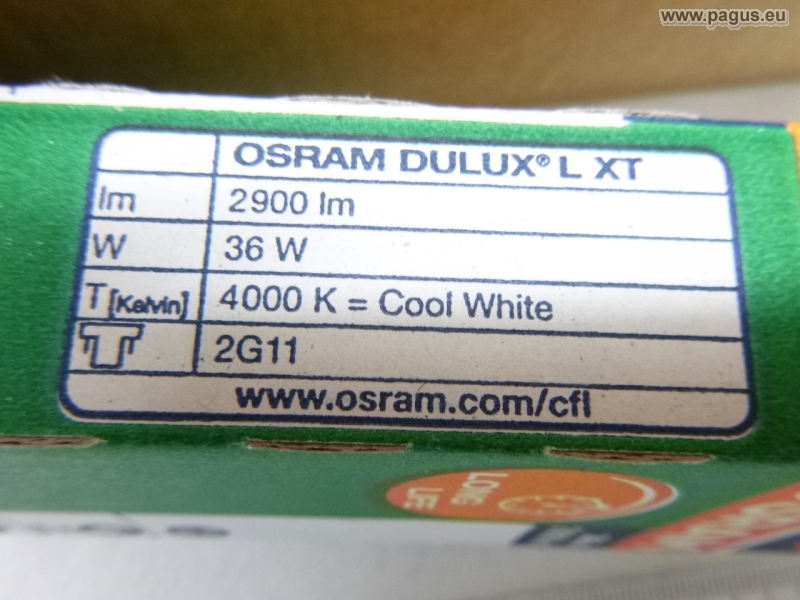 www.pagus.eu
OSRAM DULUX® L XT
lm 2900 lm
W 36 W
T [Kelvin] 4000 K = Cool White
2G11
www.osram.com/cfl
LONG
LIFE